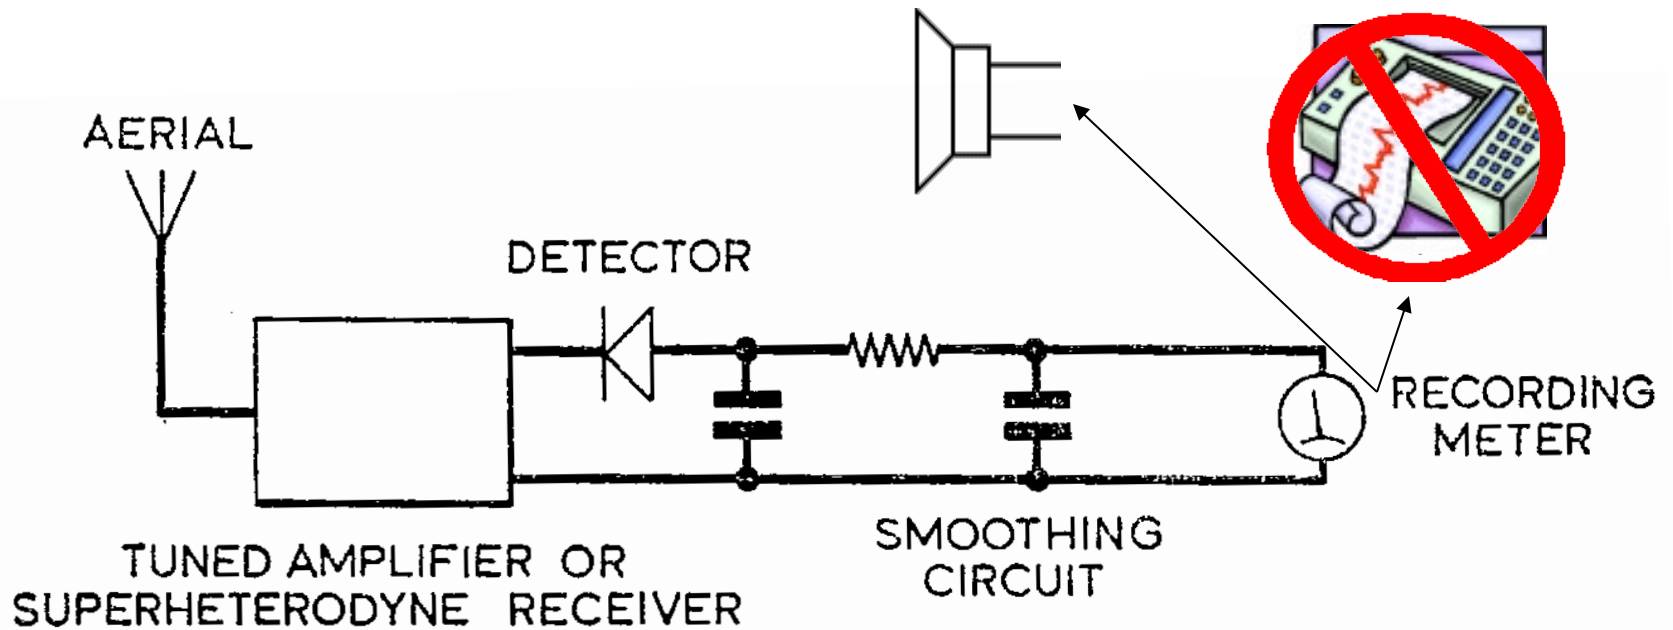 AERIAL
DETECTOR
RECORDING
METER
SMOOTHING
CIRCUIT
TUNED AMPLIFIER OR
SUPERHETERODYNE RECEIVER